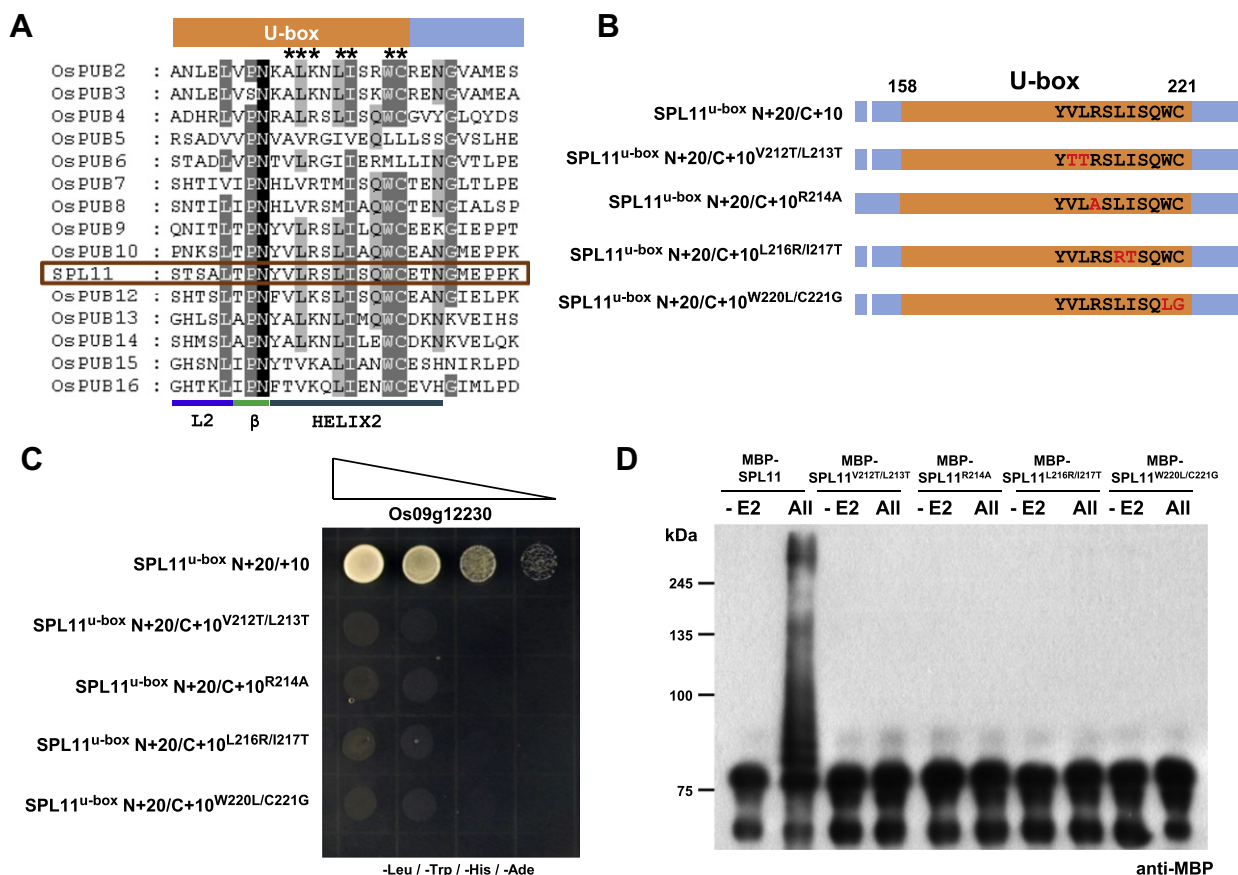 A
U-box
*** ** **
OsPUB2 : ANLELVPNKALKNLISRWCRENGVAMES
OsPUB3 : ANLELVSNKALKNLISKWCRENGVAMEA
OsPUB4 : ADHRLVPNRALRSLISQWCGVYGLQYDS
OsPUB5 : RSADVVPNVAVRGIVEQLLLSSGVSLHE
OsPUB6 : STADLVPNTVLRGIIERMLLINGVTLPE
OsPUB7 : SHTIVIPNHLVRTMISQWCTENGLTLPE
OsPUB8 : SNTILIPNHLVRSMIAQWCTENGIALSP
OsPUB9 : QNITLTPNYVLRSLILQWCEEKGIEPPT
OsPUB10 : PNKSLTPNYVLRSLIAQWCEANGMEPPK
SPL11 : STSALTPNYVLRSLISQWCETNGMEPPK
OsPUB12 : SHTSLTPNFVLKSLISQWCEANGIELPK
OsPUB13 : GHLSLAPNYALKNLIMQWCDKNKVEIHS
OsPUB14 : SHMSLAPNYALKNLILEWCDKNKVELQK
OsPUB15 : GHSNLIPNYTVKALIANWCESHNIRLPD
OsPUB16 : GHTKLIPNFTVKQLIENWCEVHGIMLPD
L2 β HELIX2
B
158 U-box 221
SPL11u-box N+20/C+10 YVLRSLISQWC
SPL11u-box N+20/C+10V212T/L213T YTTRSLISQWC
SPL11u-box N+20/C+10R214A YVLASLISQWC
SPL11u-box N+20/C+10L216R/I217T YVLRSRTSQWC
SPL11u-box N+20/C+10W220L/C221G YVLRSLISQLG
C
Os09g12230
SPL11u-box N+20/+10
SPL11u-box N+20/C+10V212T/L213T
SPL11u-box N+20/C+10R214A
SPL11u-box N+20/C+10L216R/I217T
SPL11u-box N+20/C+10W220L/C221G
-Leu / -Trp / -His / -Ade
D
MBP- MBP- MBP- MBP- MBP-
SPL11 SPL11V212T/L213T SPL11R214A SPL11L216R/I217T SPL11W220L/C221G
- E2 All - E2 All - E2 All - E2 All - E2 All
kDa
245
135
100
75
anti-MBP